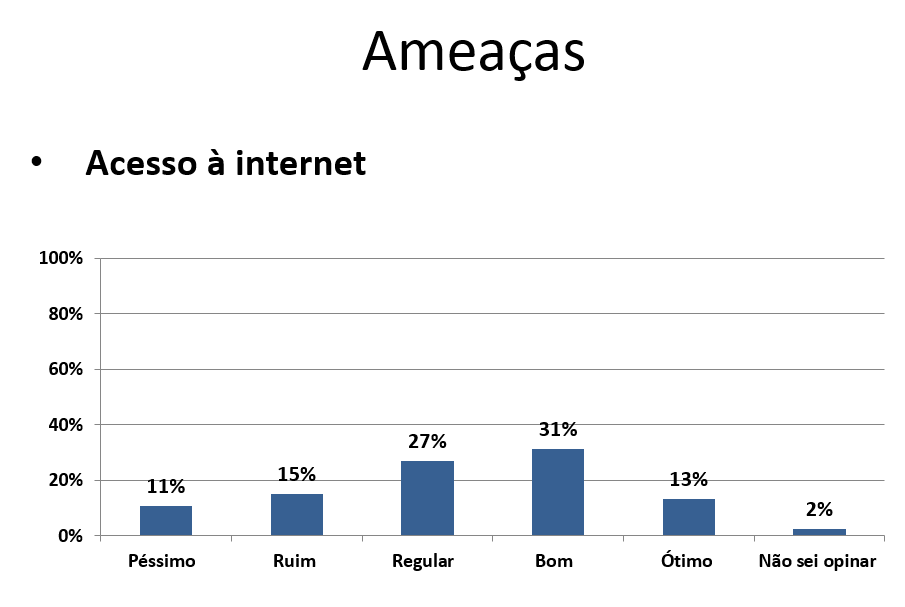 Ameaças
• Acesso à internet
100%
80%
60%
40%
20%
0%
11%
15%
27%
31%
13%
2%
Péssimo
Ruim
Regular
Bom
Ótimo
Não sei opinar